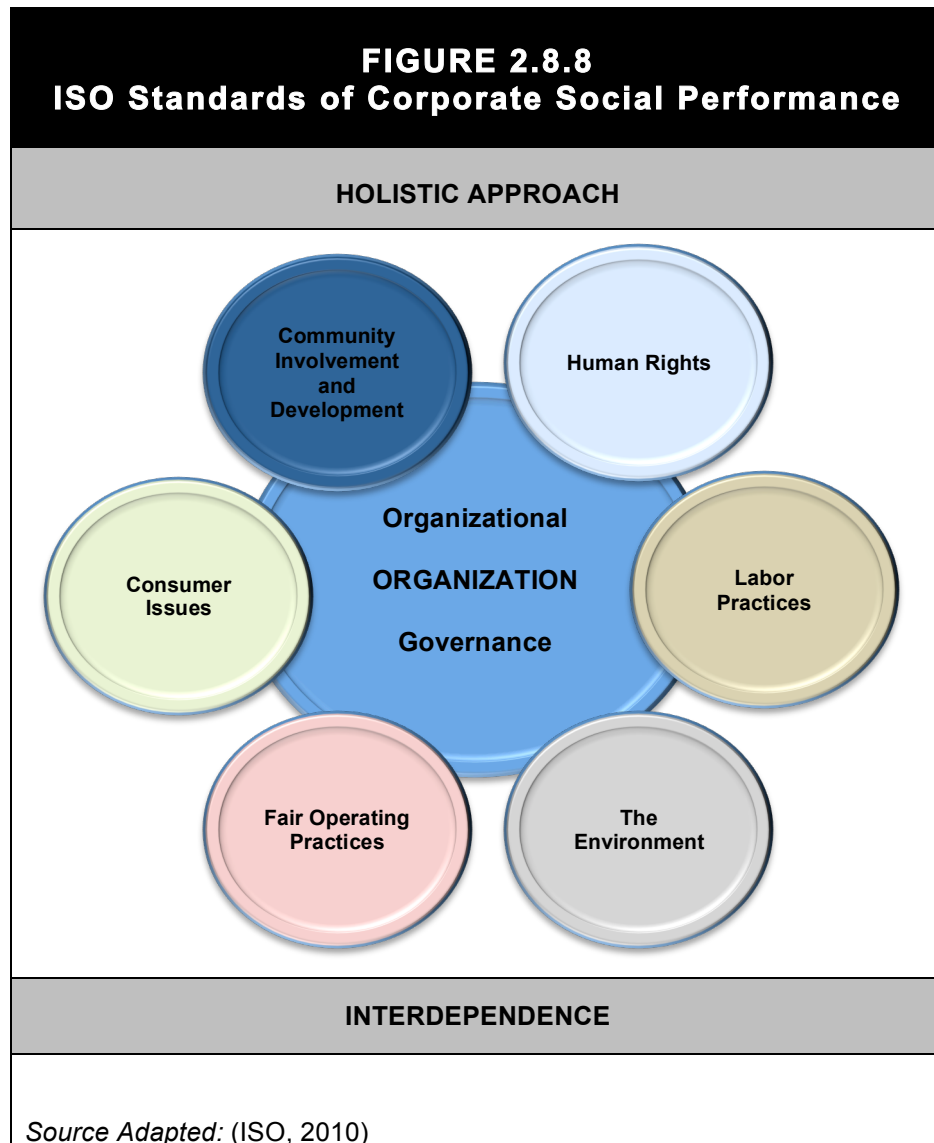 FIGURE 2.8.8
ISO Standards of Corporate Social Performance
HOLISTIC APPROACH
Community
Involvement
and
Development
Human Rights
Organizational
ORGANIZATION
Governance
Consumer
Issues
Labor
Practices
Fair Operating
Practices
The
Environment
INTERDEPENDENCE
Source Adapted: (ISO, 2010)